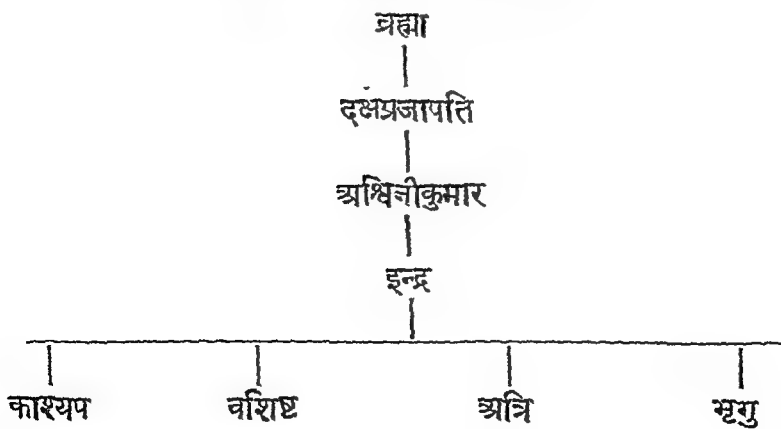 ब्रह्मा
दक्षप्रजापति
अश्विनीकुमार
इन्द्र
काश्यप वशिष्ट अत्रि भृगु